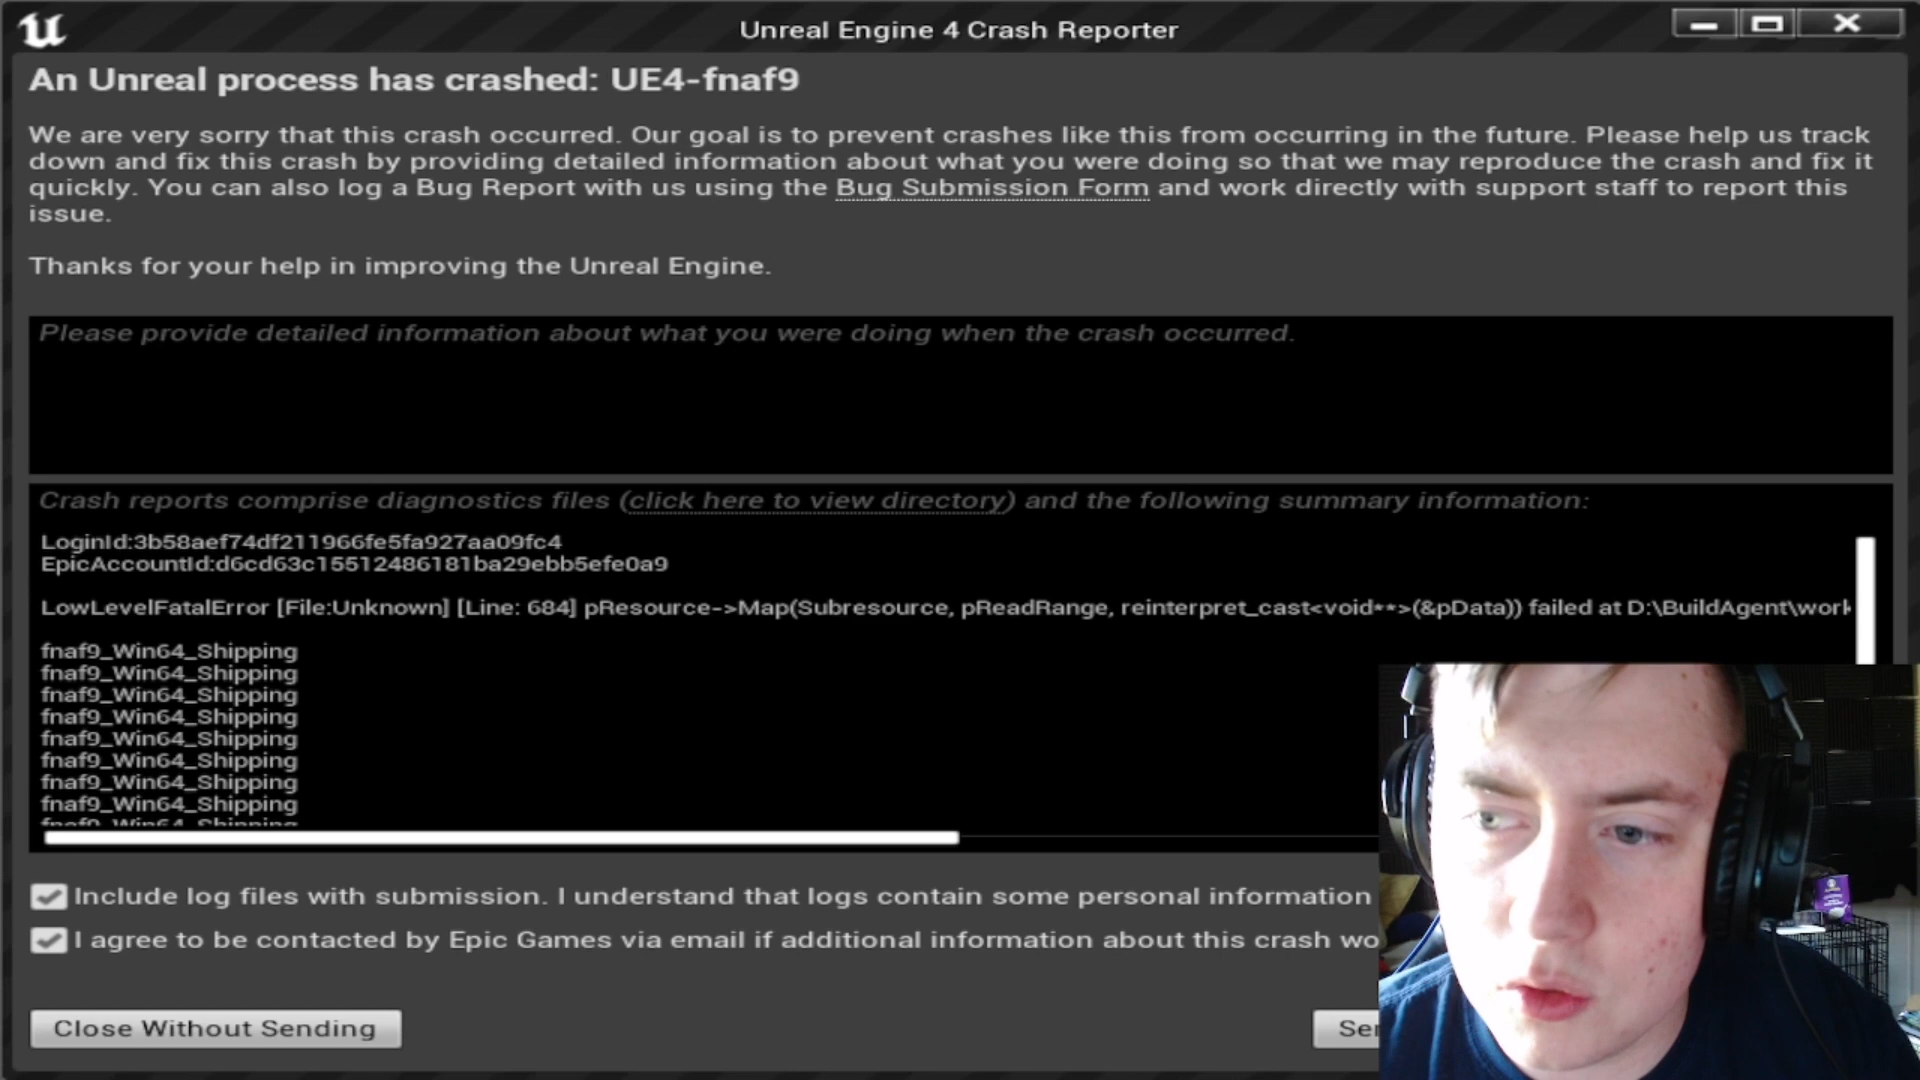 Unreal Engine 4 Crash Reporter
An Unreal process has crashed: UE4-fnaf9
We are very sorry that this crash occurred. Our goal is to prevent crashes like this from occurring in the future. Please help us track
down and fix this crash by providing detailed information about what you were doing so that we may reproduce the crash and fix it
quickly. You can also log a Bug Report with us using the Bug Submission Form and work directly with support staff to report this
issue.
Thanks for your help in improving the Unreal Engine.
Please provide detailed information about what you were doing when the crash occurred.
Crash reports comprise diagnostics files (click here to view directory) and the following summary information:
LoginId:3b58aef74df211966fe5fa927aa09fc4
EpicAccountId:d6cd63c15512486181ba29ebb5efe0a9
LowLevelFatalError [File:Unknown] [Line: 684] pResource->Map(Subresource, pReadRange, reinterpret_cast<void**>(&pData)) failed at D:\BuildAgent\work
fnaf9_Win64_Shipping
fnaf9_Win64_Shipping
fnaf9_Win64_Shipping
fnaf9_Win64_Shipping
fnaf9_Win64_Shipping
fnaf9_Win64_Shipping
fnaf9_Win64_Shipping
fnaf9_Win64_Shipping
fnaf9_Win64_Shipping
Include log files with submission. I understand that logs contain some personal information
I agree to be contacted by Epic Games via email if additional information about this crash wo
Close Without Sending
Se